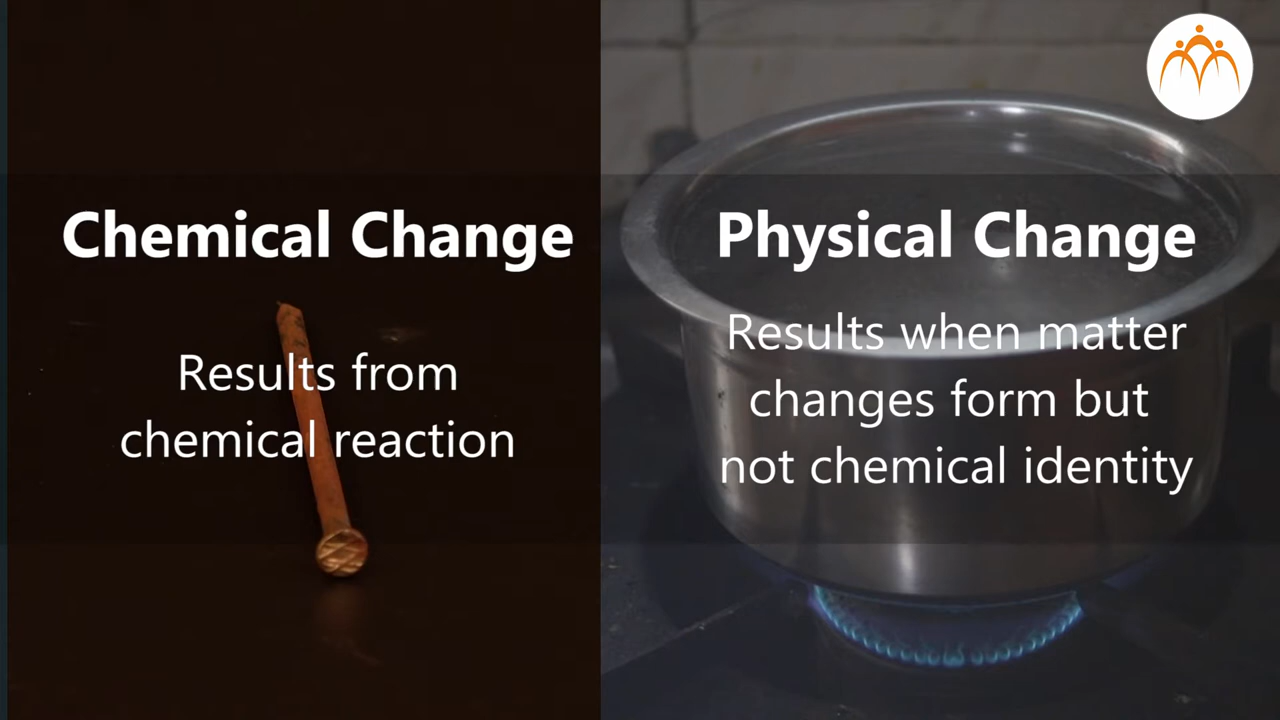 Chemical Change
Results from
chemical reaction
Physical Change
Results when matter
changes form but
not chemical identity